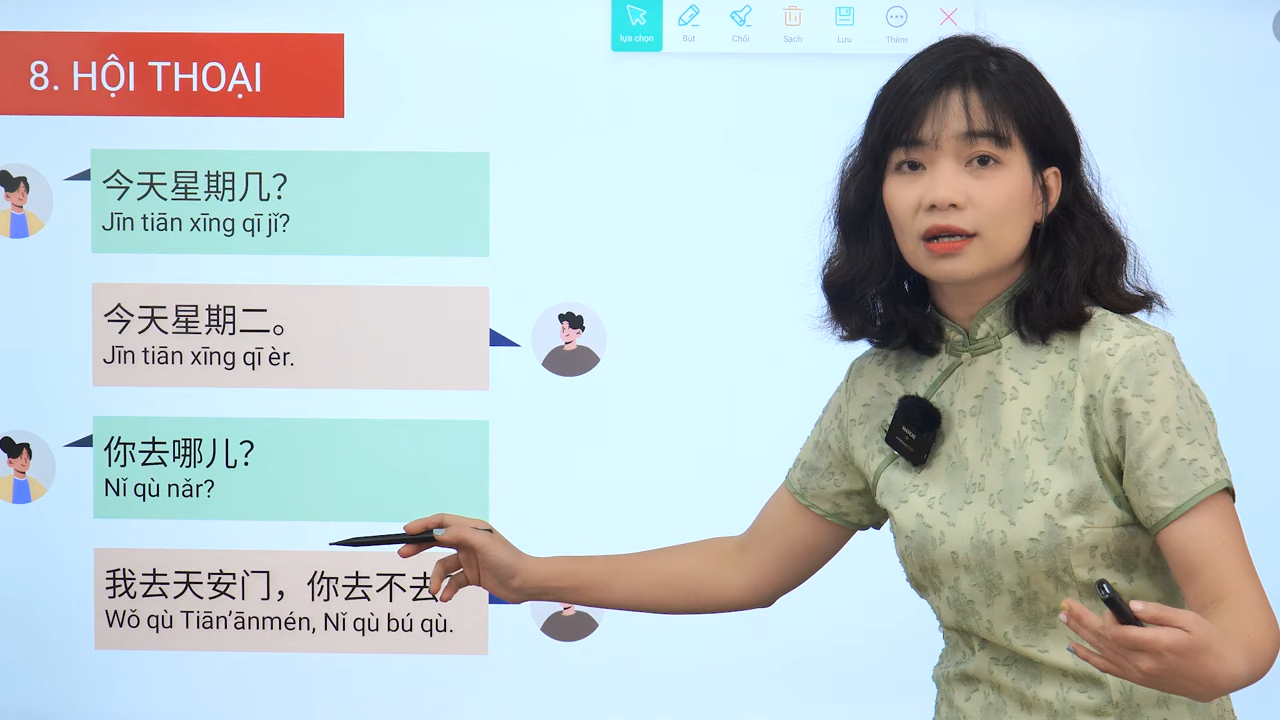 lựa chọn
Bút
Chổi
Sạch
Lưu
Thêm
8. HỘI THOẠI
今天星期几?
Jīn tiān xīng qī jǐ?
今天星期二。
Jīn tiān xīng qī èr.
你去哪儿?
Nǐ qù nǎr?
我去天安门，你去不去
Wǒ qù Tiān’ānmén, Nǐ qù bú qù.